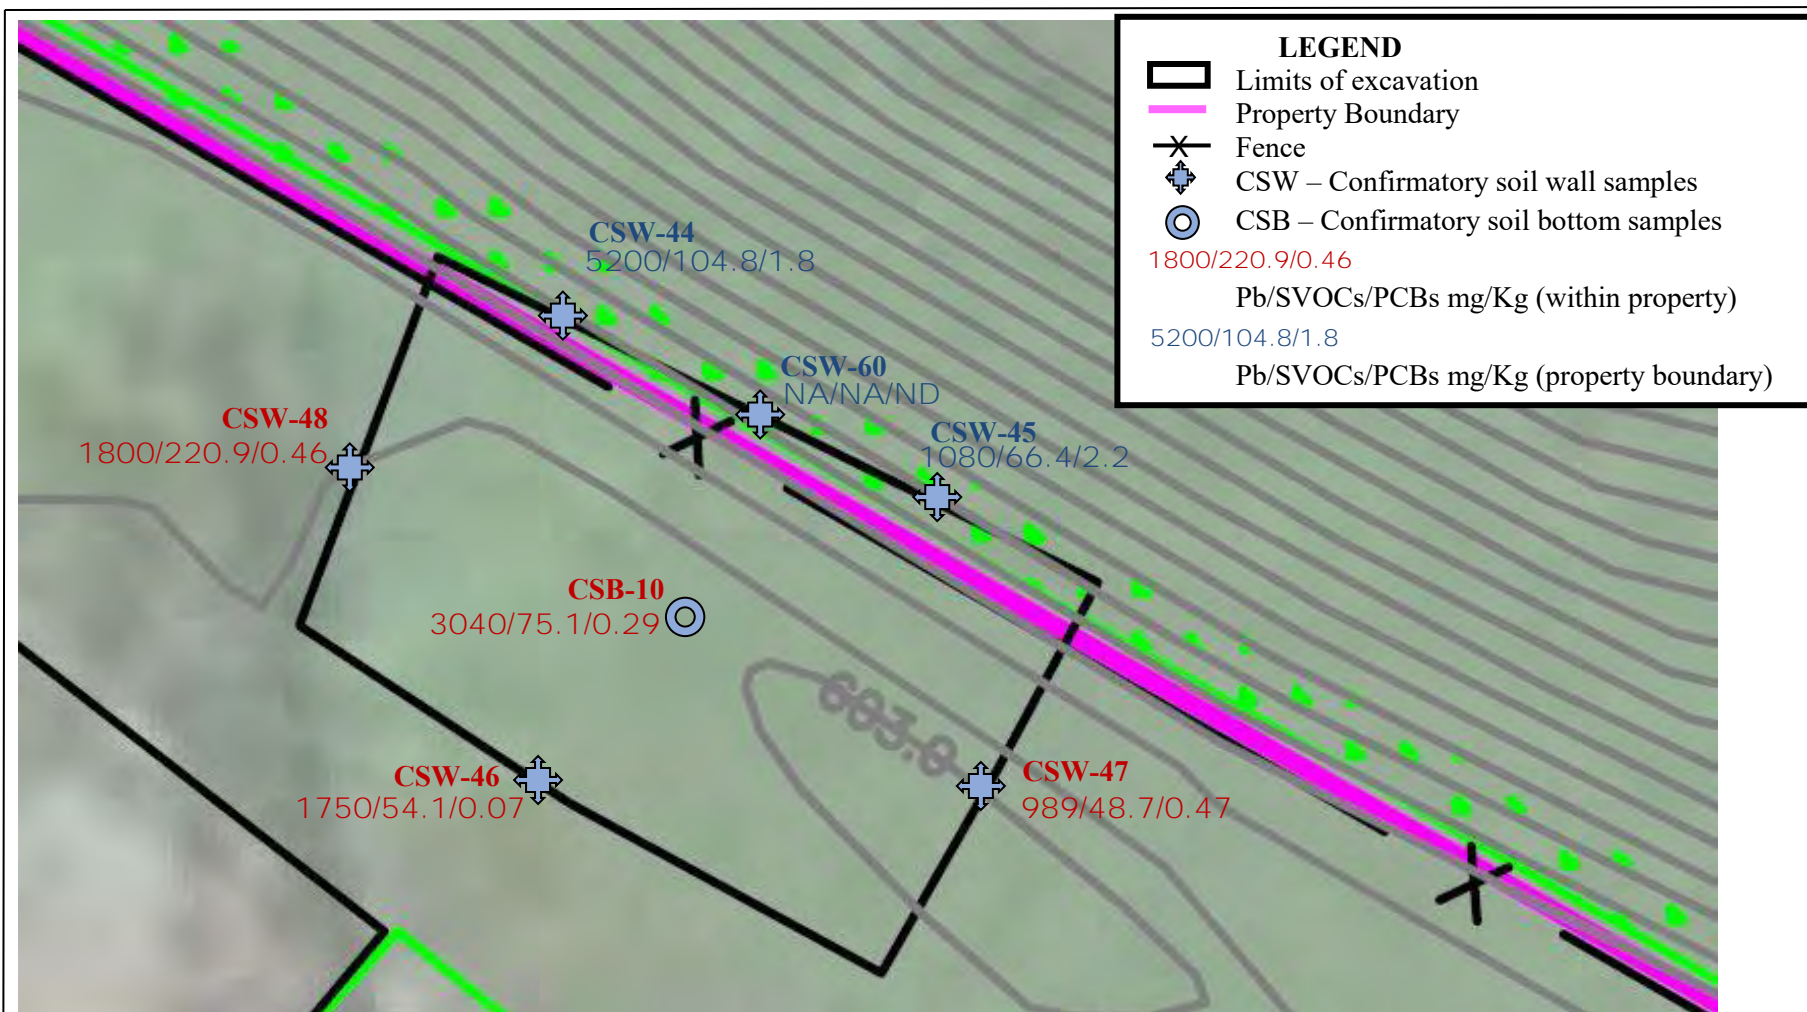 LEGEND
Limits of excavation
Property Boundary
X Fence
CSW – Confirmatory soil wall samples
CSB – Confirmatory soil bottom samples
1800/220.9/0.46
Pb/SVOCs/PCBs mg/Kg (within property)
5200/104.8/1.8
Pb/SVOCs/PCBs mg/Kg (property boundary)
CSW-44
5200/104.8/1.8
CSW-60
NA/NA/ND
CSW-48
1800/220.9/0.46
CSW-45
1080/66.4/2.2
CSB-10
3040/75.1/0.29
603.0
CSW-46
1750/54.1/0.07
CSW-47
989/48.7/0.47